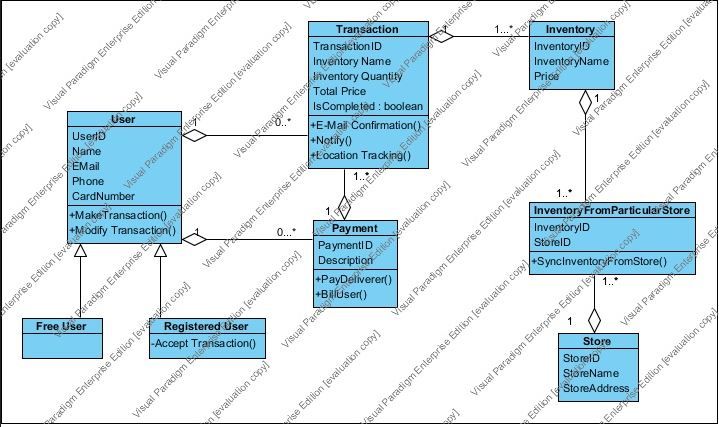 Transaction
TransactionID
Inventory Name
Inventory Quantity
Total Price
IsCompleted : boolean
+E-Mail Confirmation()
+Notify()
+Location Tracking()
1
1...*
Inventory
InventoryID
InventoryName
Price
1
1..*
User
UserID
Name
EMail
Phone
CardNumber
+MakeTransaction()
+Modify Transaction()
1
0..*
1...*
1
1
0...*
Payment
PaymentID
Description
+PayDeliverer()
+BillUser()
InventoryFromParticularStore
InventoryID
StoreID
+SyncInventoryFromStore()
1..*
1
Free User
Registered User
-Accept Transaction()
Store
StoreID
StoreName
StoreAddress
Visual Paradigm Enterprise Edition [evaluation copy]